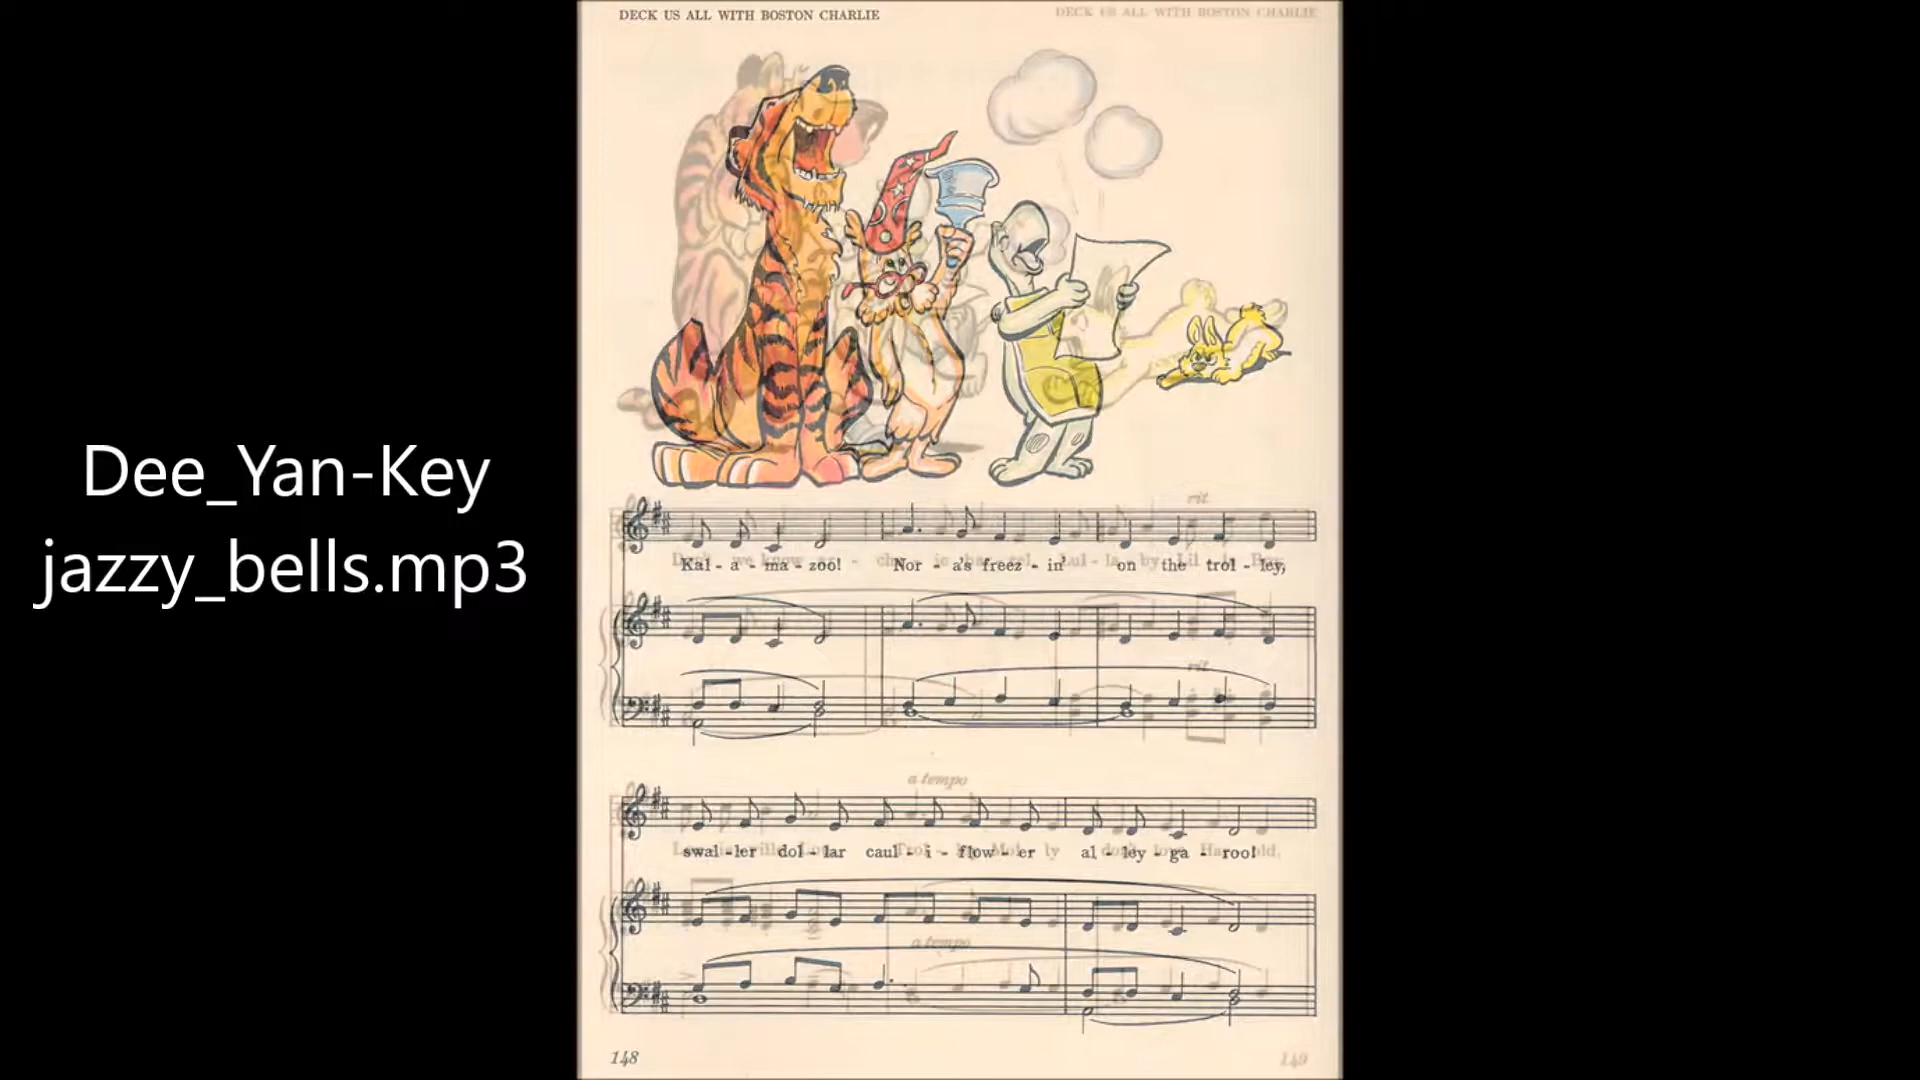 DECK US ALL WITH BOSTON CHARLIE
DECK US ALL WITH BOSTON CHARLIE
Dee_Yan-Key
jazzy_bells.mp3
rit
Kal - a - ma - zoo! Nor - a's freez - in' on the trol - ley,
rit
a tempo
swal - ler dol - lar caul - i - flow - er al - ley - ga - roo!
a tempo
148
149